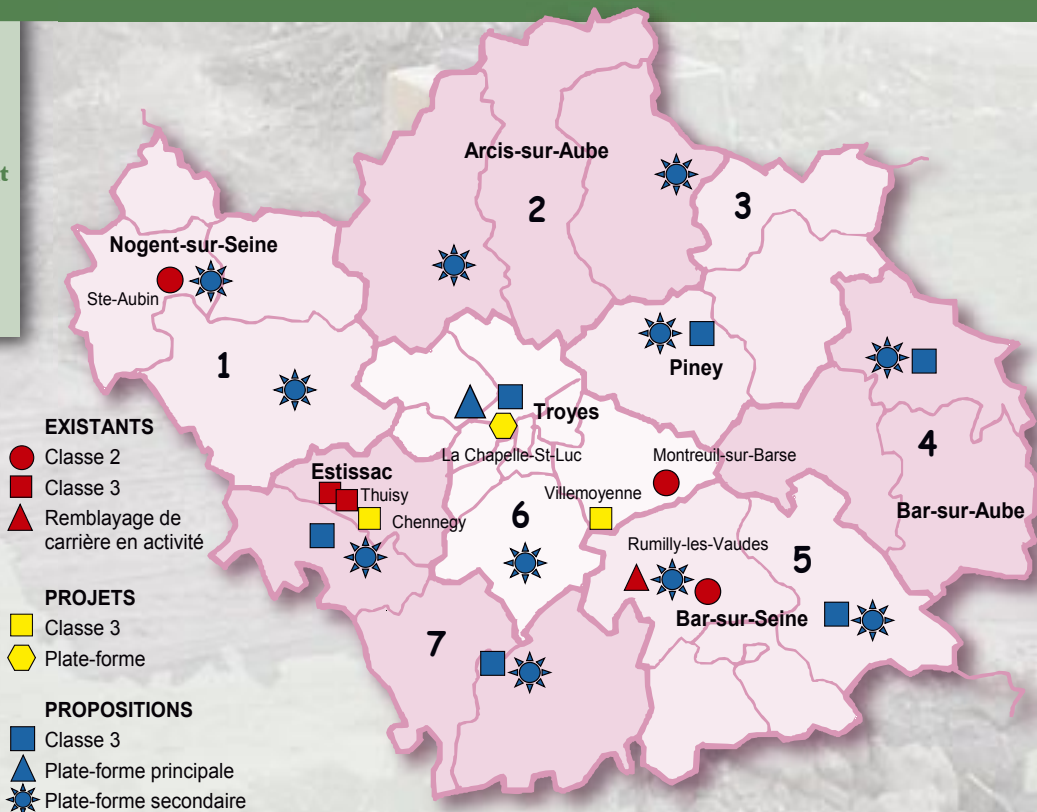 t
Arcis-sur-Aube
2
3
Nogent-sur-Seine
Ste-Aubin
1
Piney
Troyes
La Chapelle-St-Luc
Montreuil-sur-Barse
4
Estissac
Thuisy
Chennegy
Villemoyenne
6
Bar-sur-Aube
Rumilly-les-Vaudes
5
Bar-sur-Seine
7
EXISTANTS
Classe 2
Classe 3
Remblayage de
carrière en activité
PROJETS
Classe 3
Plate-forme
PROPOSITIONS
Classe 3
Plate-forme principale
Plate-forme secondaire